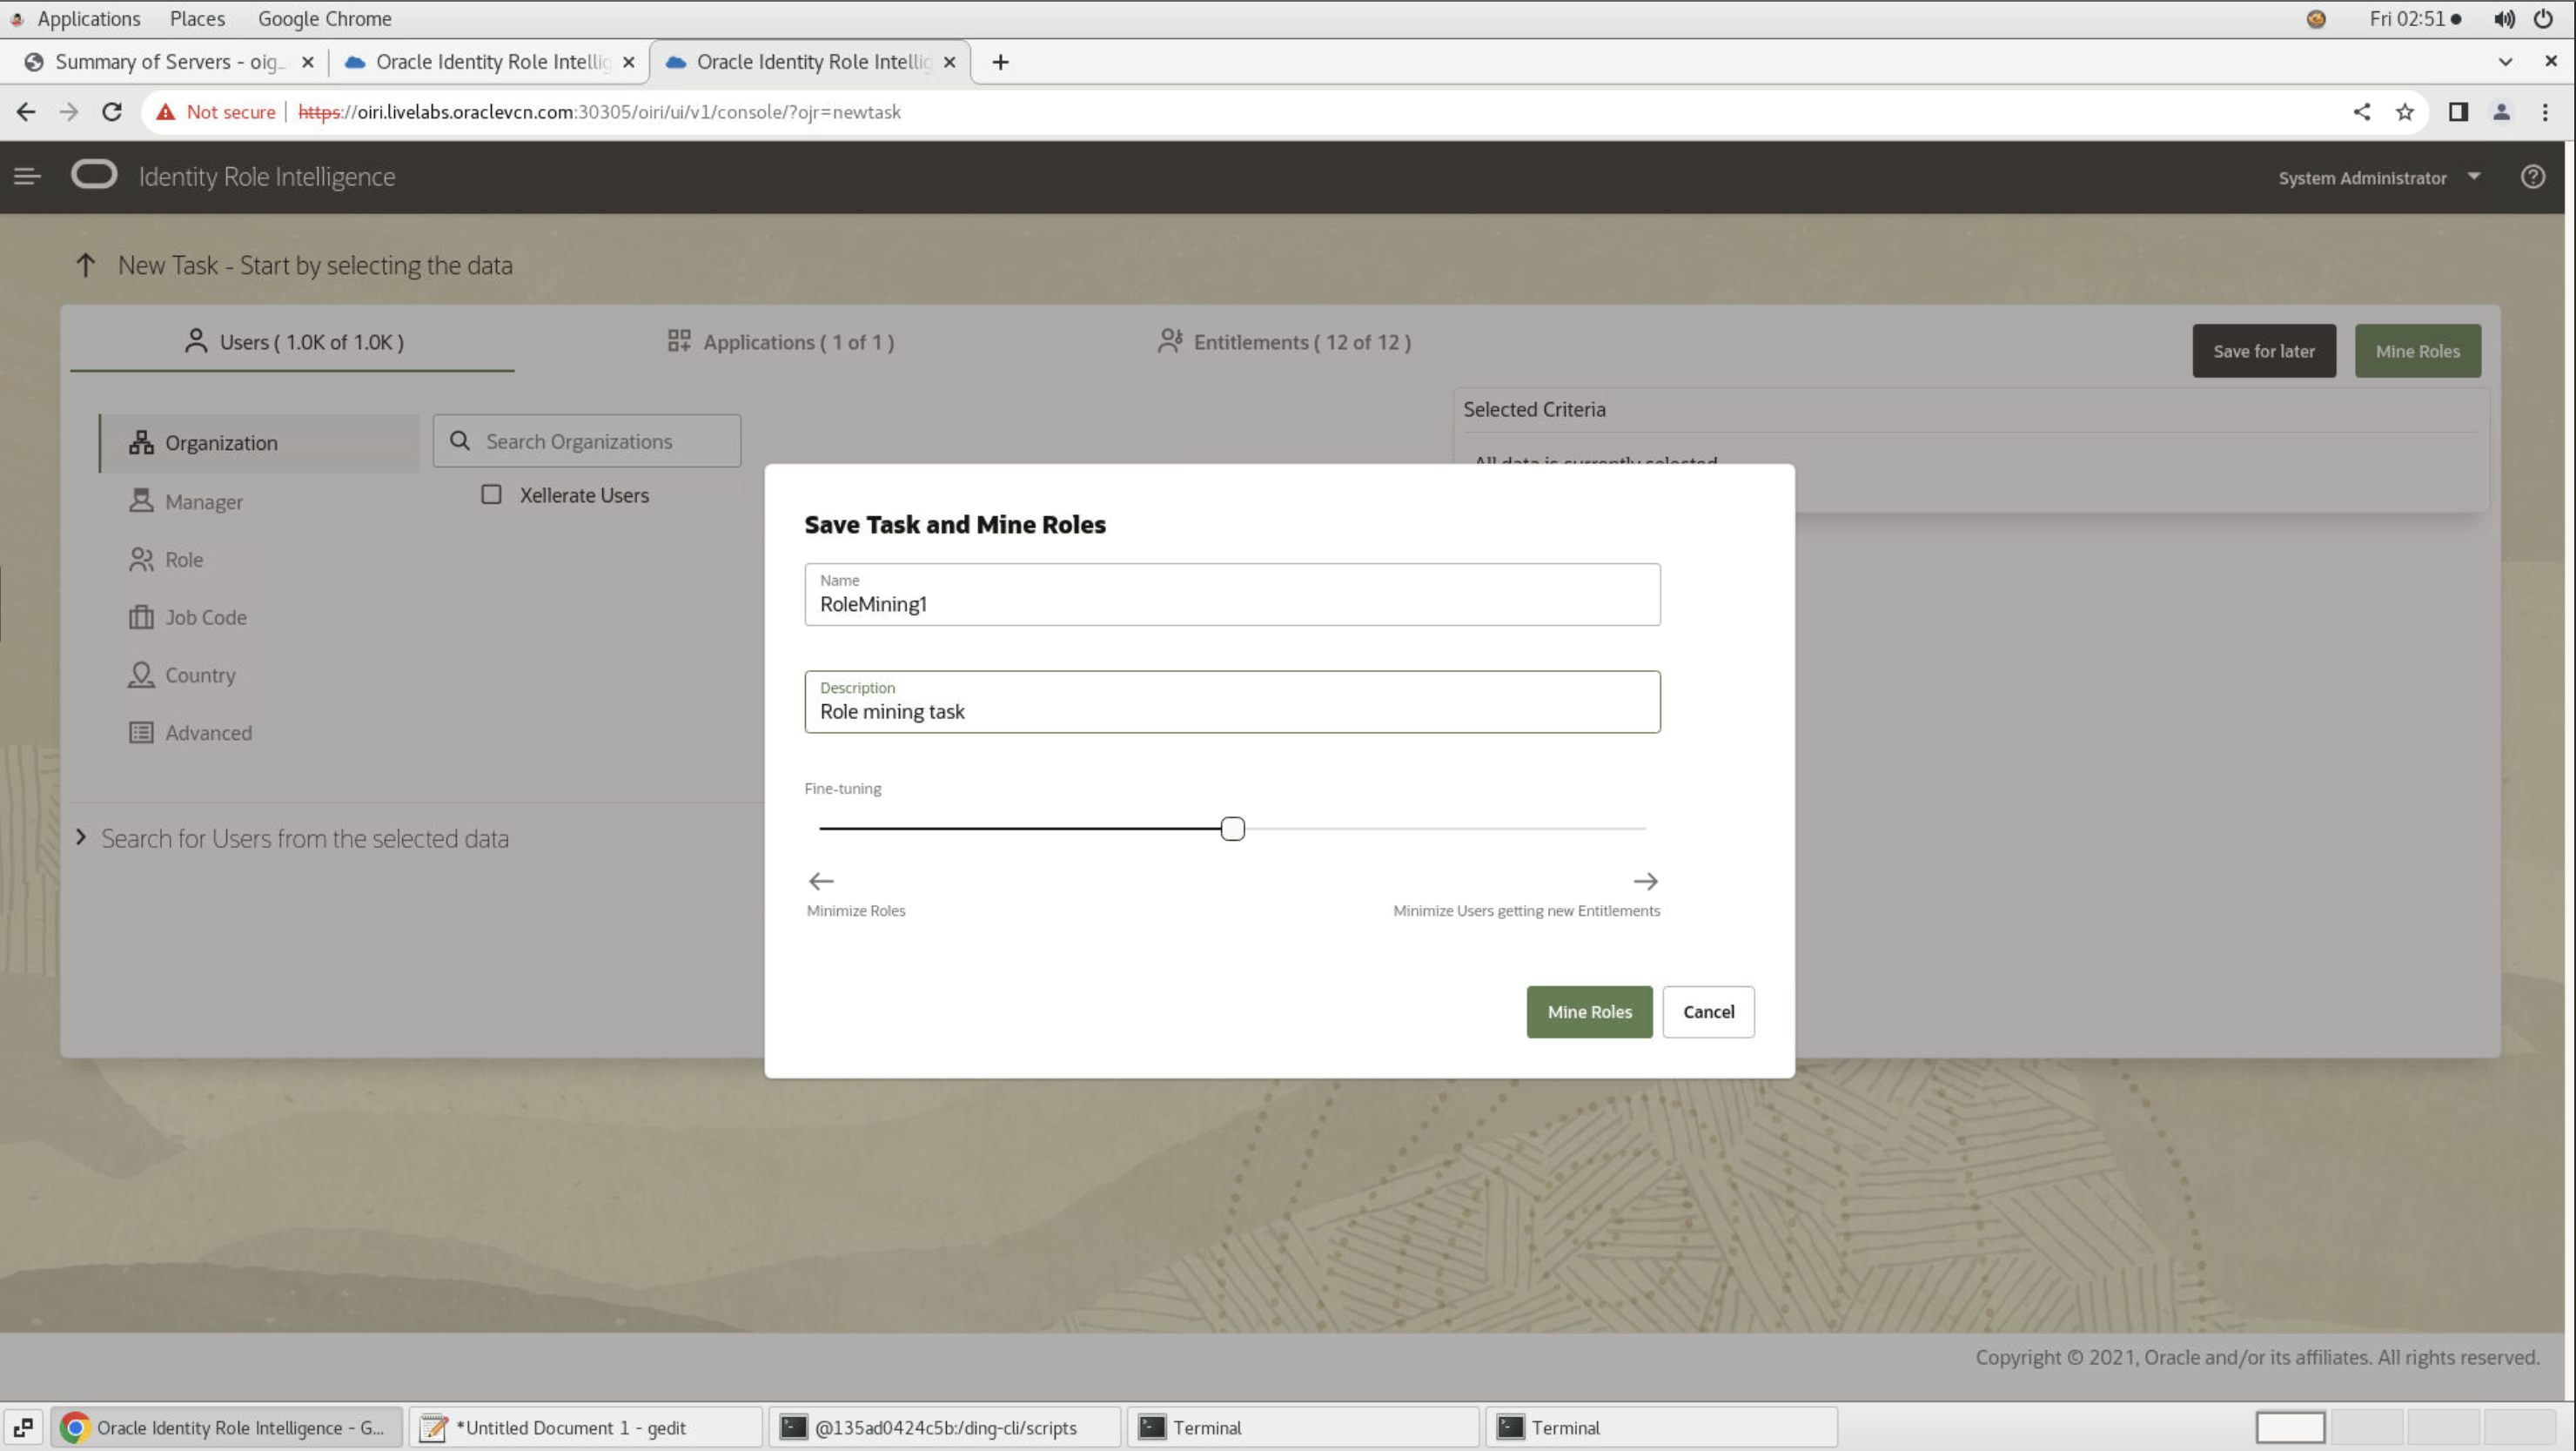 Applications Places Google Chrome Fri 02:51
Summary of Servers - oig_ Oracle Identity Role Intellig Oracle Identity Role Intellig
Not secure https://oiri.livelabs.oraclevcn.com:30305/oiri/ui/v1/console/?ojr=newtask
Identity Role Intelligence System Administrator
New Task - Start by selecting the data
Users ( 1.0K of 1.0K ) Applications ( 1 of 1 ) Entitlements ( 12 of 12 ) Save for later Mine Roles
Selected Criteria
All data is currently selected
Organization
Search Organizations
Xellerate Users
Manager
Role
Job Code
Country
Advanced
Search for Users from the selected data
Save Task and Mine Roles
Name
RoleMining1
Description
Role mining task
Fine-tuning
Minimize Roles Minimize Users getting new Entitlements
Mine Roles Cancel
Copyright © 2021, Oracle and/or its affiliates. All rights reserved.
Oracle Identity Role Intelligence - G... *Untitled Document 1 - gedit @135ad0424c5b:/ding-cli/scripts Terminal Terminal